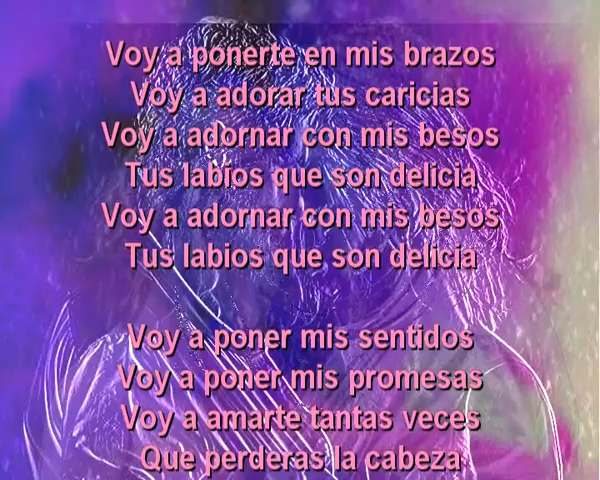 Voy a ponerte en mis brazos
Voy a adorar tus caricias
Voy a adornar con mis besos
Tus labios que son delicia
Voy a adornar con mis besos
Tus labios que son delicia
Voy a poner mis sentidos
Voy a poner mis promesas
Voy a amarte tantas veces
Que perderas la cabeza